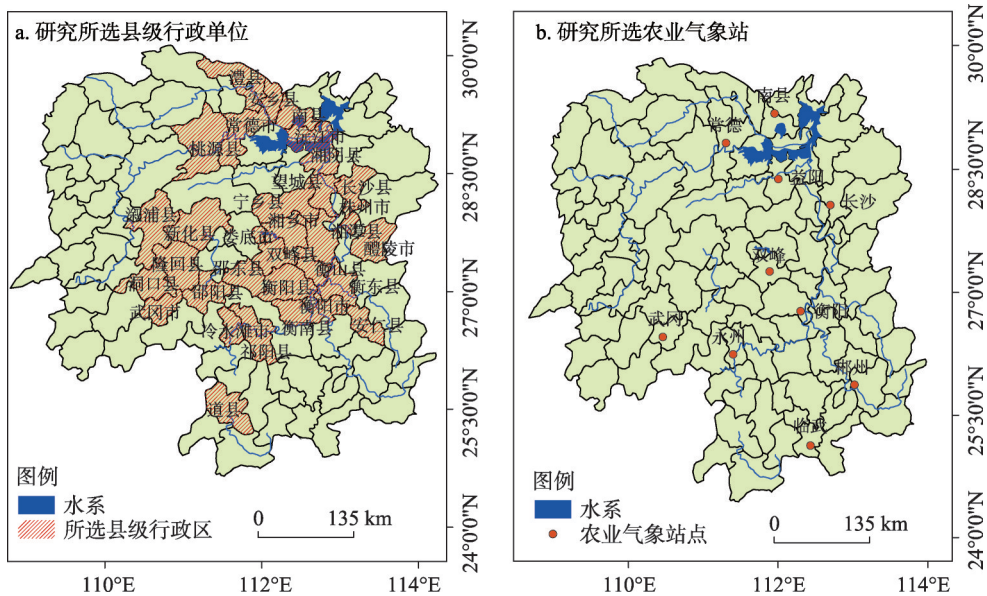 a. 研究所选县级行政单位
澧县
安乡县
南县
常德市
沅江市
桃源县
湘阴县
望城县
长沙县
宁乡县
株洲市
溆浦县
湘乡市
湘潭县
新化县
娄底市
醴陵市
双峰县
隆回县
邵东县
衡山县
洞口县
邵阳县
衡阳县
衡东县
武冈市
衡阳市
冷水滩市
衡南县
安仁县
祁阳县
道县
图例
水系
所选县级行政区
0 135 km
30°0'0"N
28°30'0"N
27°0'0"N
25°30'0"N
24°0'0"N
110°E 112°E 114°E
b. 研究所选农业气象站
南县
常德
益阳
长沙
双峰
衡阳
武冈
永州
郴州
临武
图例
水系
农业气象站点
0 135 km
30°0'0"N
28°30'0"N
27°0'0"N
25°30'0"N
24°0'0"N
110°E 112°E 114°E